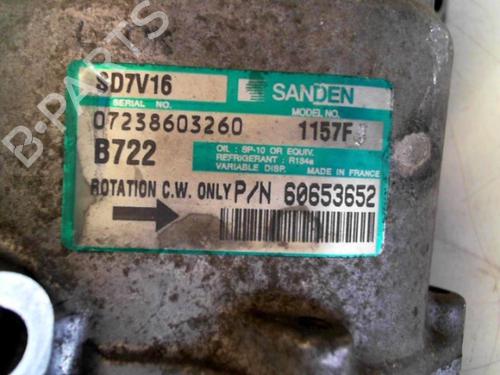 B-PARTS
SD7V16 SANDEN
SERIAL NO. MODEL NO.
07238603260 1157F
B722 OIL : SP-10 OR EQUIV.
REFRIGERANT : R134a
VARIABLE DISP. MADE IN FRANCE
ROTATION C.W. ONLY P/N 60653652